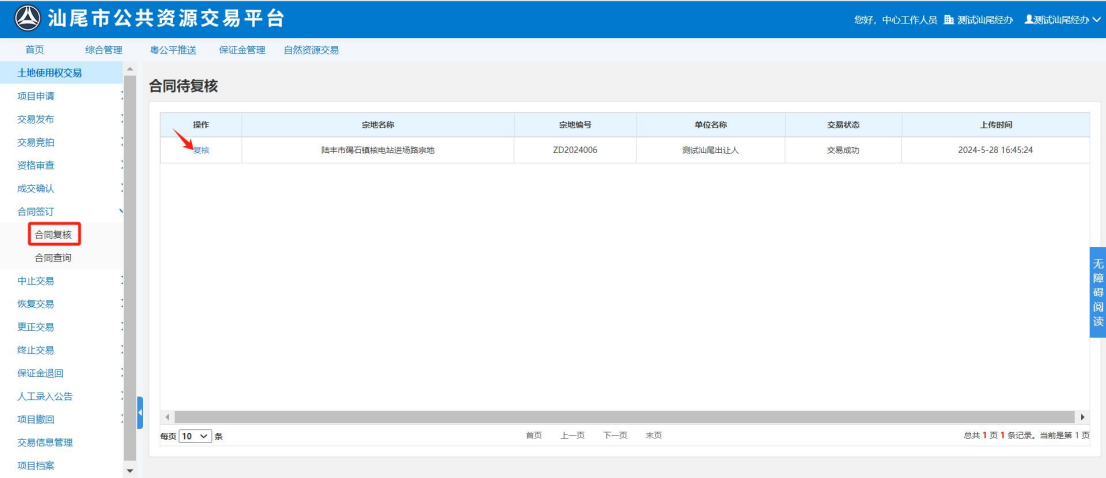 汕尾市公共资源交易平台
您好，中心工作人员 测试汕尾经办 测试汕尾经办
首页 综合管理 粤公平推送 保证金管理 自然资源交易
土地使用权交易
项目申请
交易发布
交易竞拍
资格审查
成交确认
合同签订
合同复核
合同查询
中止交易
恢复交易
更正交易
终止交易
保证金退回
人工录入公告
项目撤回
交易信息管理
项目档案
合同待复核
操作 宗地名称 宗地编号 单位名称 交易状态 上传时间
复核 陆丰市碣石镇核电站进场路宗地 ZD2024006 测试汕尾出让人 交易成功 2024-5-28 16:45:24
每页 10 条 首页 上一页 下一页 末页 总共 1 页 1 条记录。当前是第 1 页
无障碍阅读